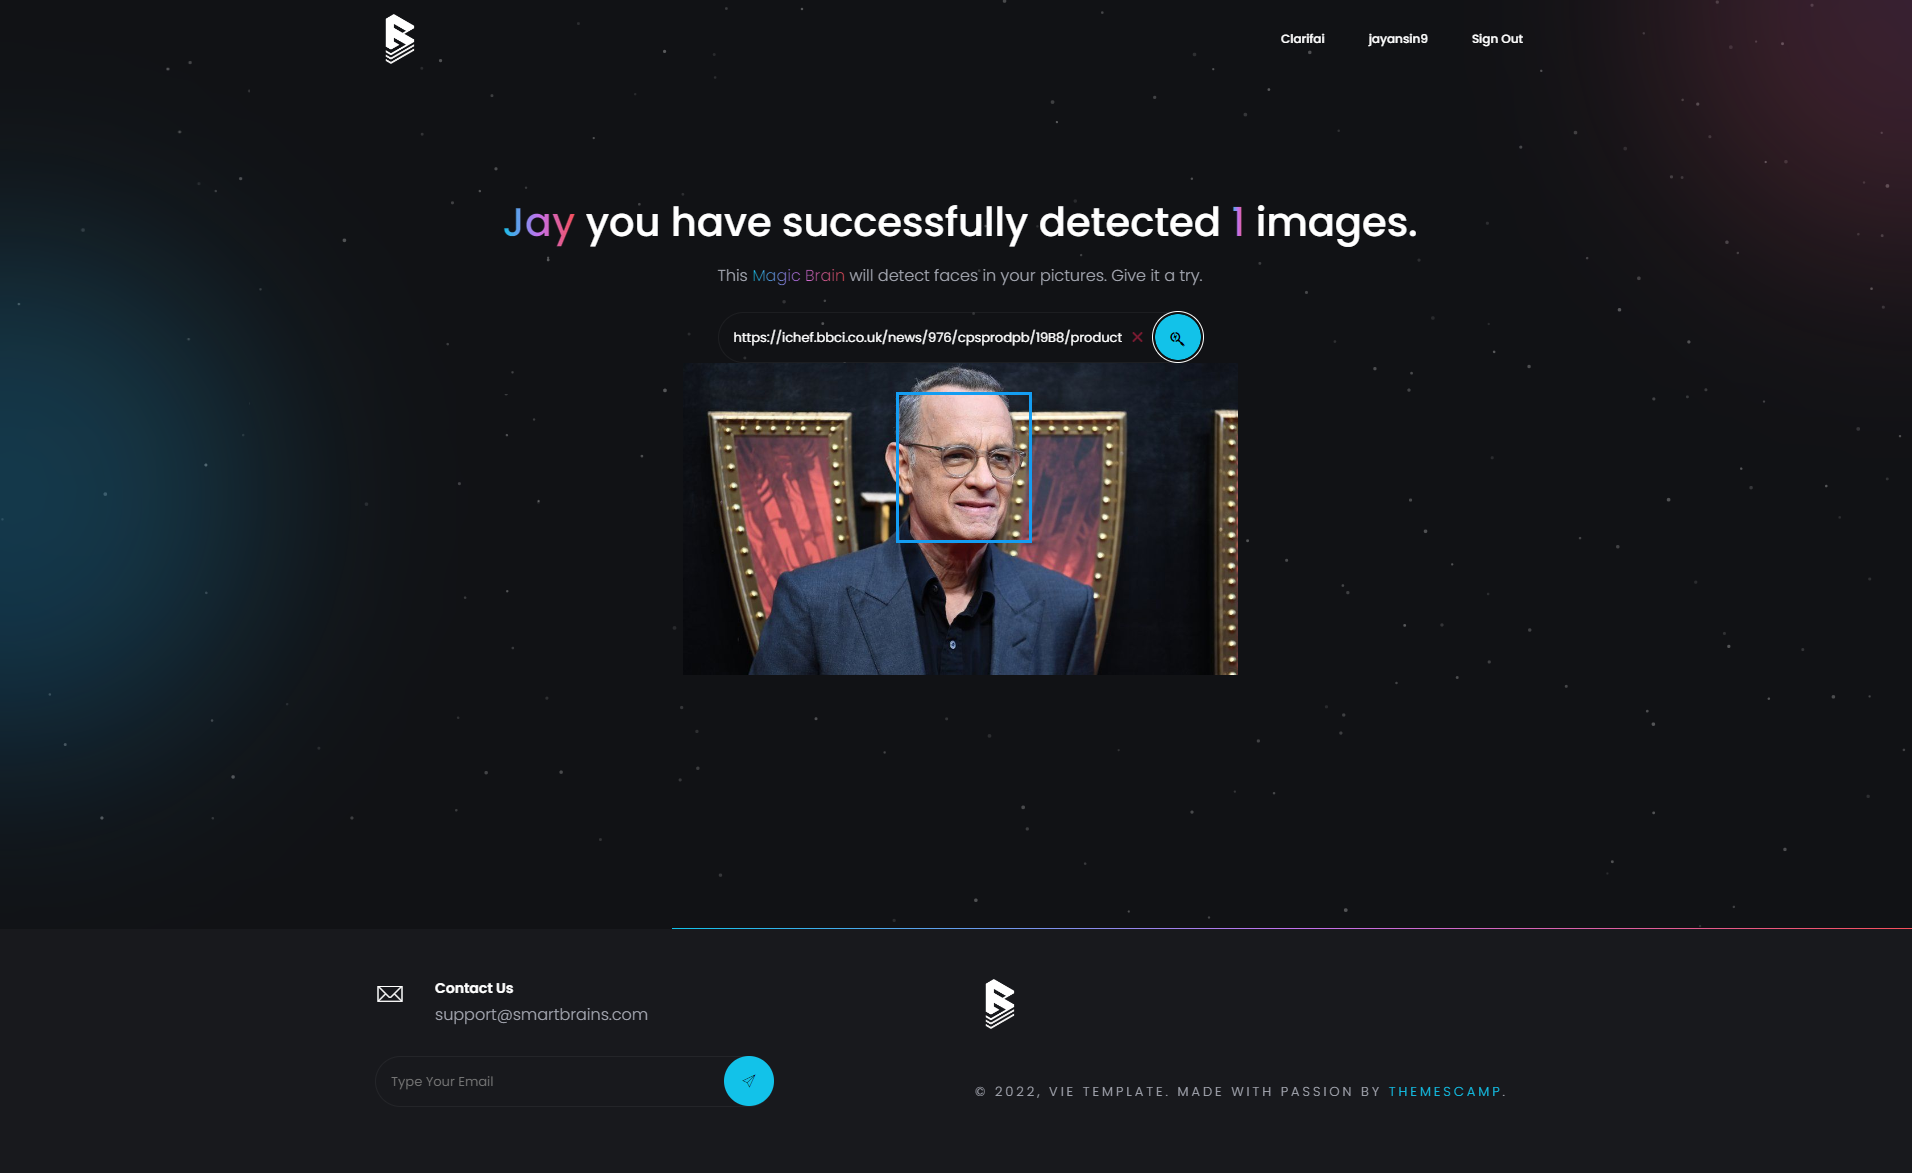 Clarifai jayansin9 Sign Out
Jay you have successfully detected 1 images.
This Magic Brain will detect faces in your pictures. Give it a try.
https://ichef.bbci.co.uk/news/976/cpsprodpb/19B8/product
Contact Us
support@smartbrains.com
Type Your Email
© 2022, VIE TEMPLATE. MADE WITH PASSION BY THEMESCAMP.